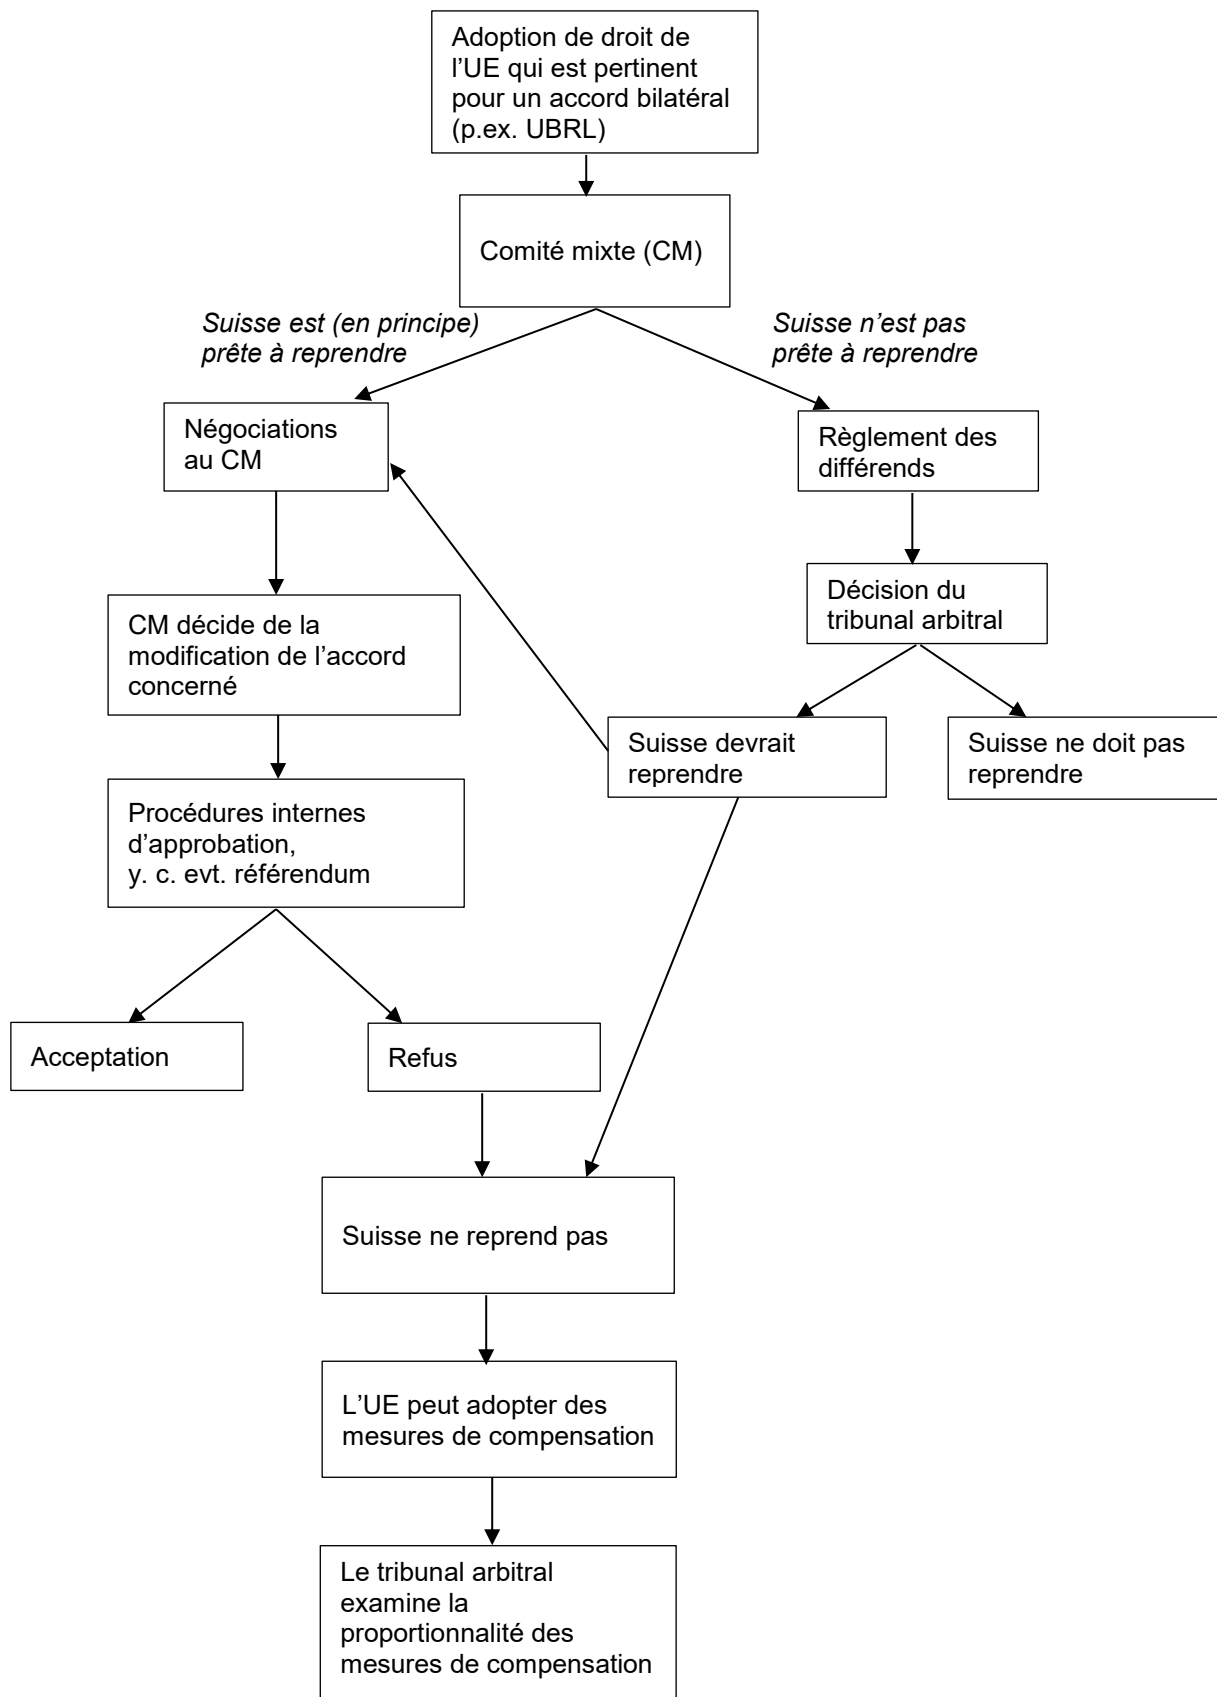 Adoption de droit de
l’UE qui est pertinent
pour un accord bilatéral
(p.ex. UBRL)
Comité mixte (CM)
Suisse est (en principe)
prête à reprendre
Suisse n’est pas
prête à reprendre
Négociations
au CM
Règlement des
différends
Décision du
tribunal arbitral
CM décide de la
modification de l’accord
concerné
Suisse devrait
reprendre
Suisse ne doit pas
reprendre
Procédures internes
d’approbation,
y. c. evt. référendum
Acceptation
Refus
Suisse ne reprend pas
L’UE peut adopter des
mesures de compensation
Le tribunal arbitral
examine la
proportionnalité des
mesures de compensation